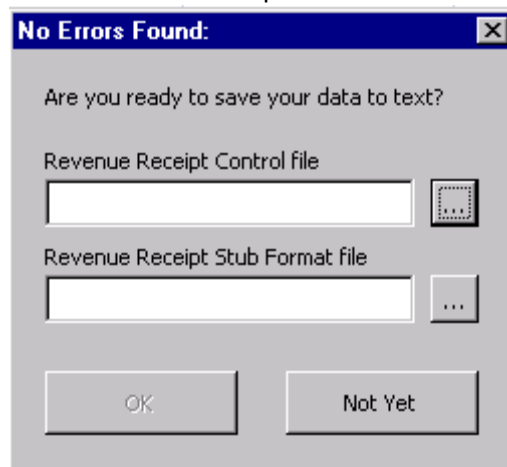 No Errors Found:
Are you ready to save your data to text?
Revenue Receipt Control file
...
Revenue Receipt Stub Format file
...
OK
Not Yet